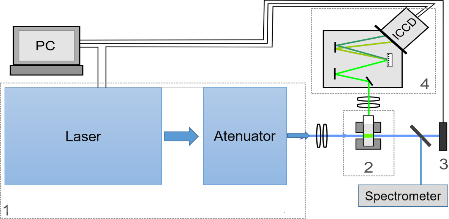 PC
ICCD
4
Laser
Atenuator
2
3
Spectrometer
1